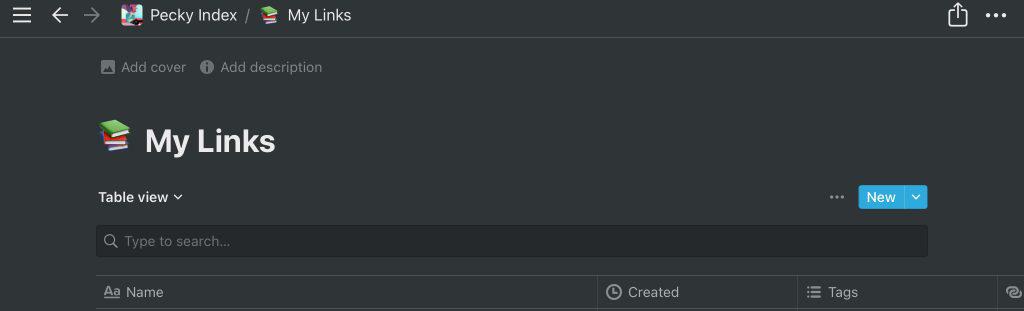 Pecky Index / My Links
Add cover Add description
My Links
Table view New
Type to search...
Aa Name Created Tags